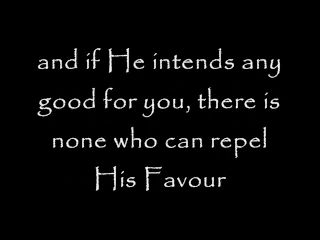 and if He intends any
good for you, there is
none who can repel
His Favour